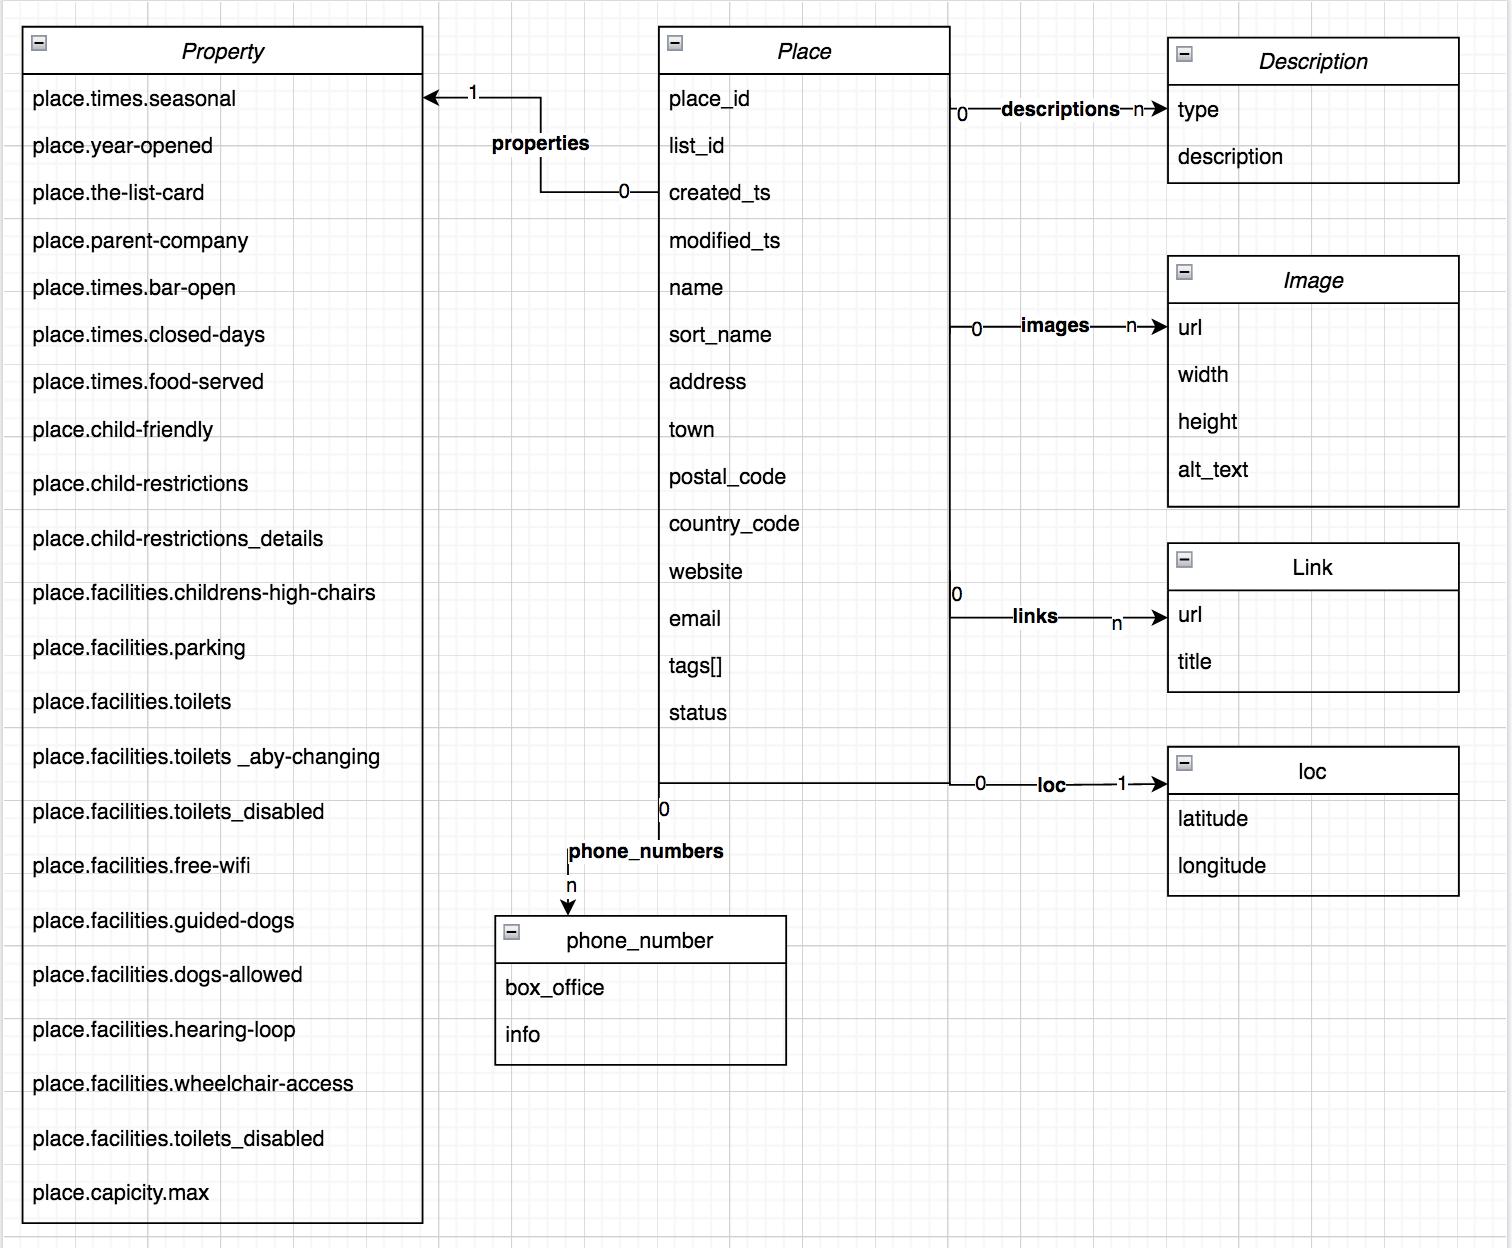 Property
place.times.seasonal
place.year-opened
place.the-list-card
place.parent-company
place.times.bar-open
place.times.closed-days
place.times.food-served
place.child-friendly
place.child-restrictions
place.child-restrictions_details
place.facilities.childrens-high-chairs
place.facilities.parking
place.facilities.toilets
place.facilities.toilets _aby-changing
place.facilities.toilets_disabled
place.facilities.free-wifi
place.facilities.guided-dogs
place.facilities.dogs-allowed
place.facilities.hearing-loop
place.facilities.wheelchair-access
place.facilities.toilets_disabled
place.capicity.max
1
properties
0
Place
place_id
list_id
created_ts
modified_ts
name
sort_name
address
town
postal_code
country_code
website
email
tags[]
status
0
phone_numbers
n
phone_number
box_office
info
0 descriptions n
Description
type
description
0 images n
Image
url
width
height
alt_text
0
links n
Link
url
title
0 loc 1
loc
latitude
longitude